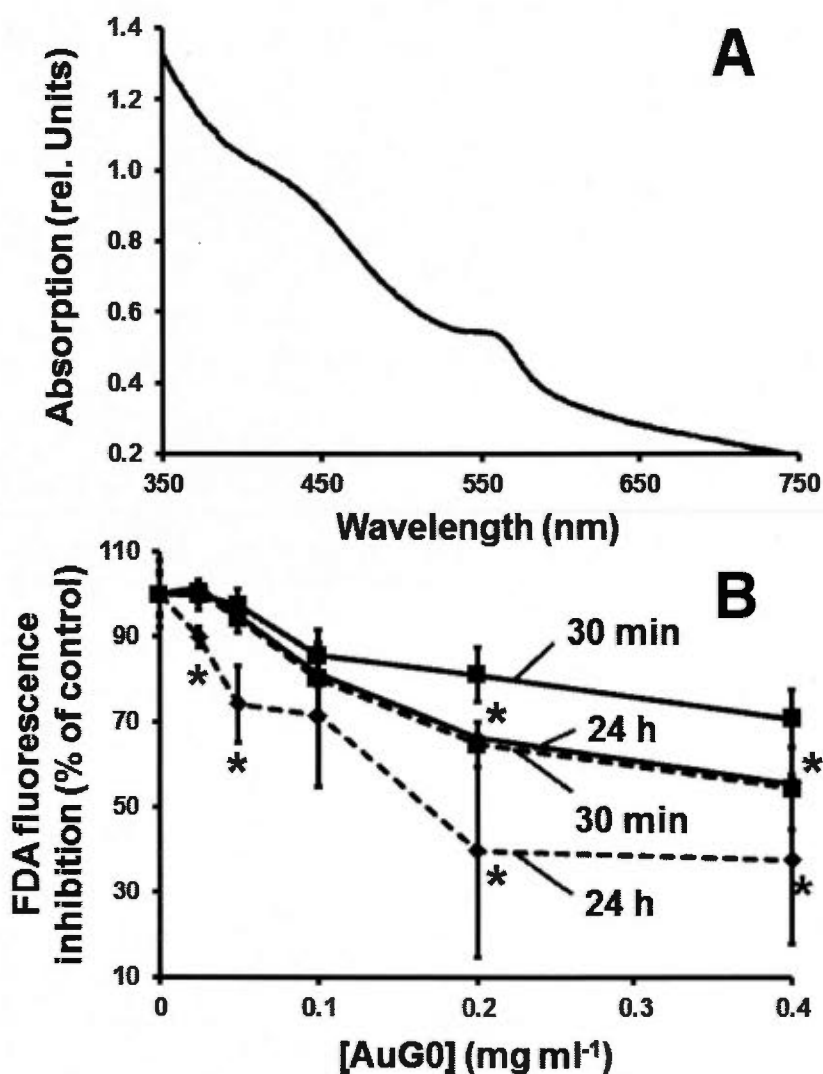 A
1.4
1.2
1.0
0.8
0.6
0.4
0.2
Absorption (rel. Units)
350 450 550 650 750
Wavelength (nm)
B
110
90
70
50
30
10
FDA fluorescence
inhibition (% of control)
30 min
*
*
24 h
*
*
30 min
*
*
24 h
0 0.1 0.2 0.3 0.4
[AuG0] (mg ml-1)